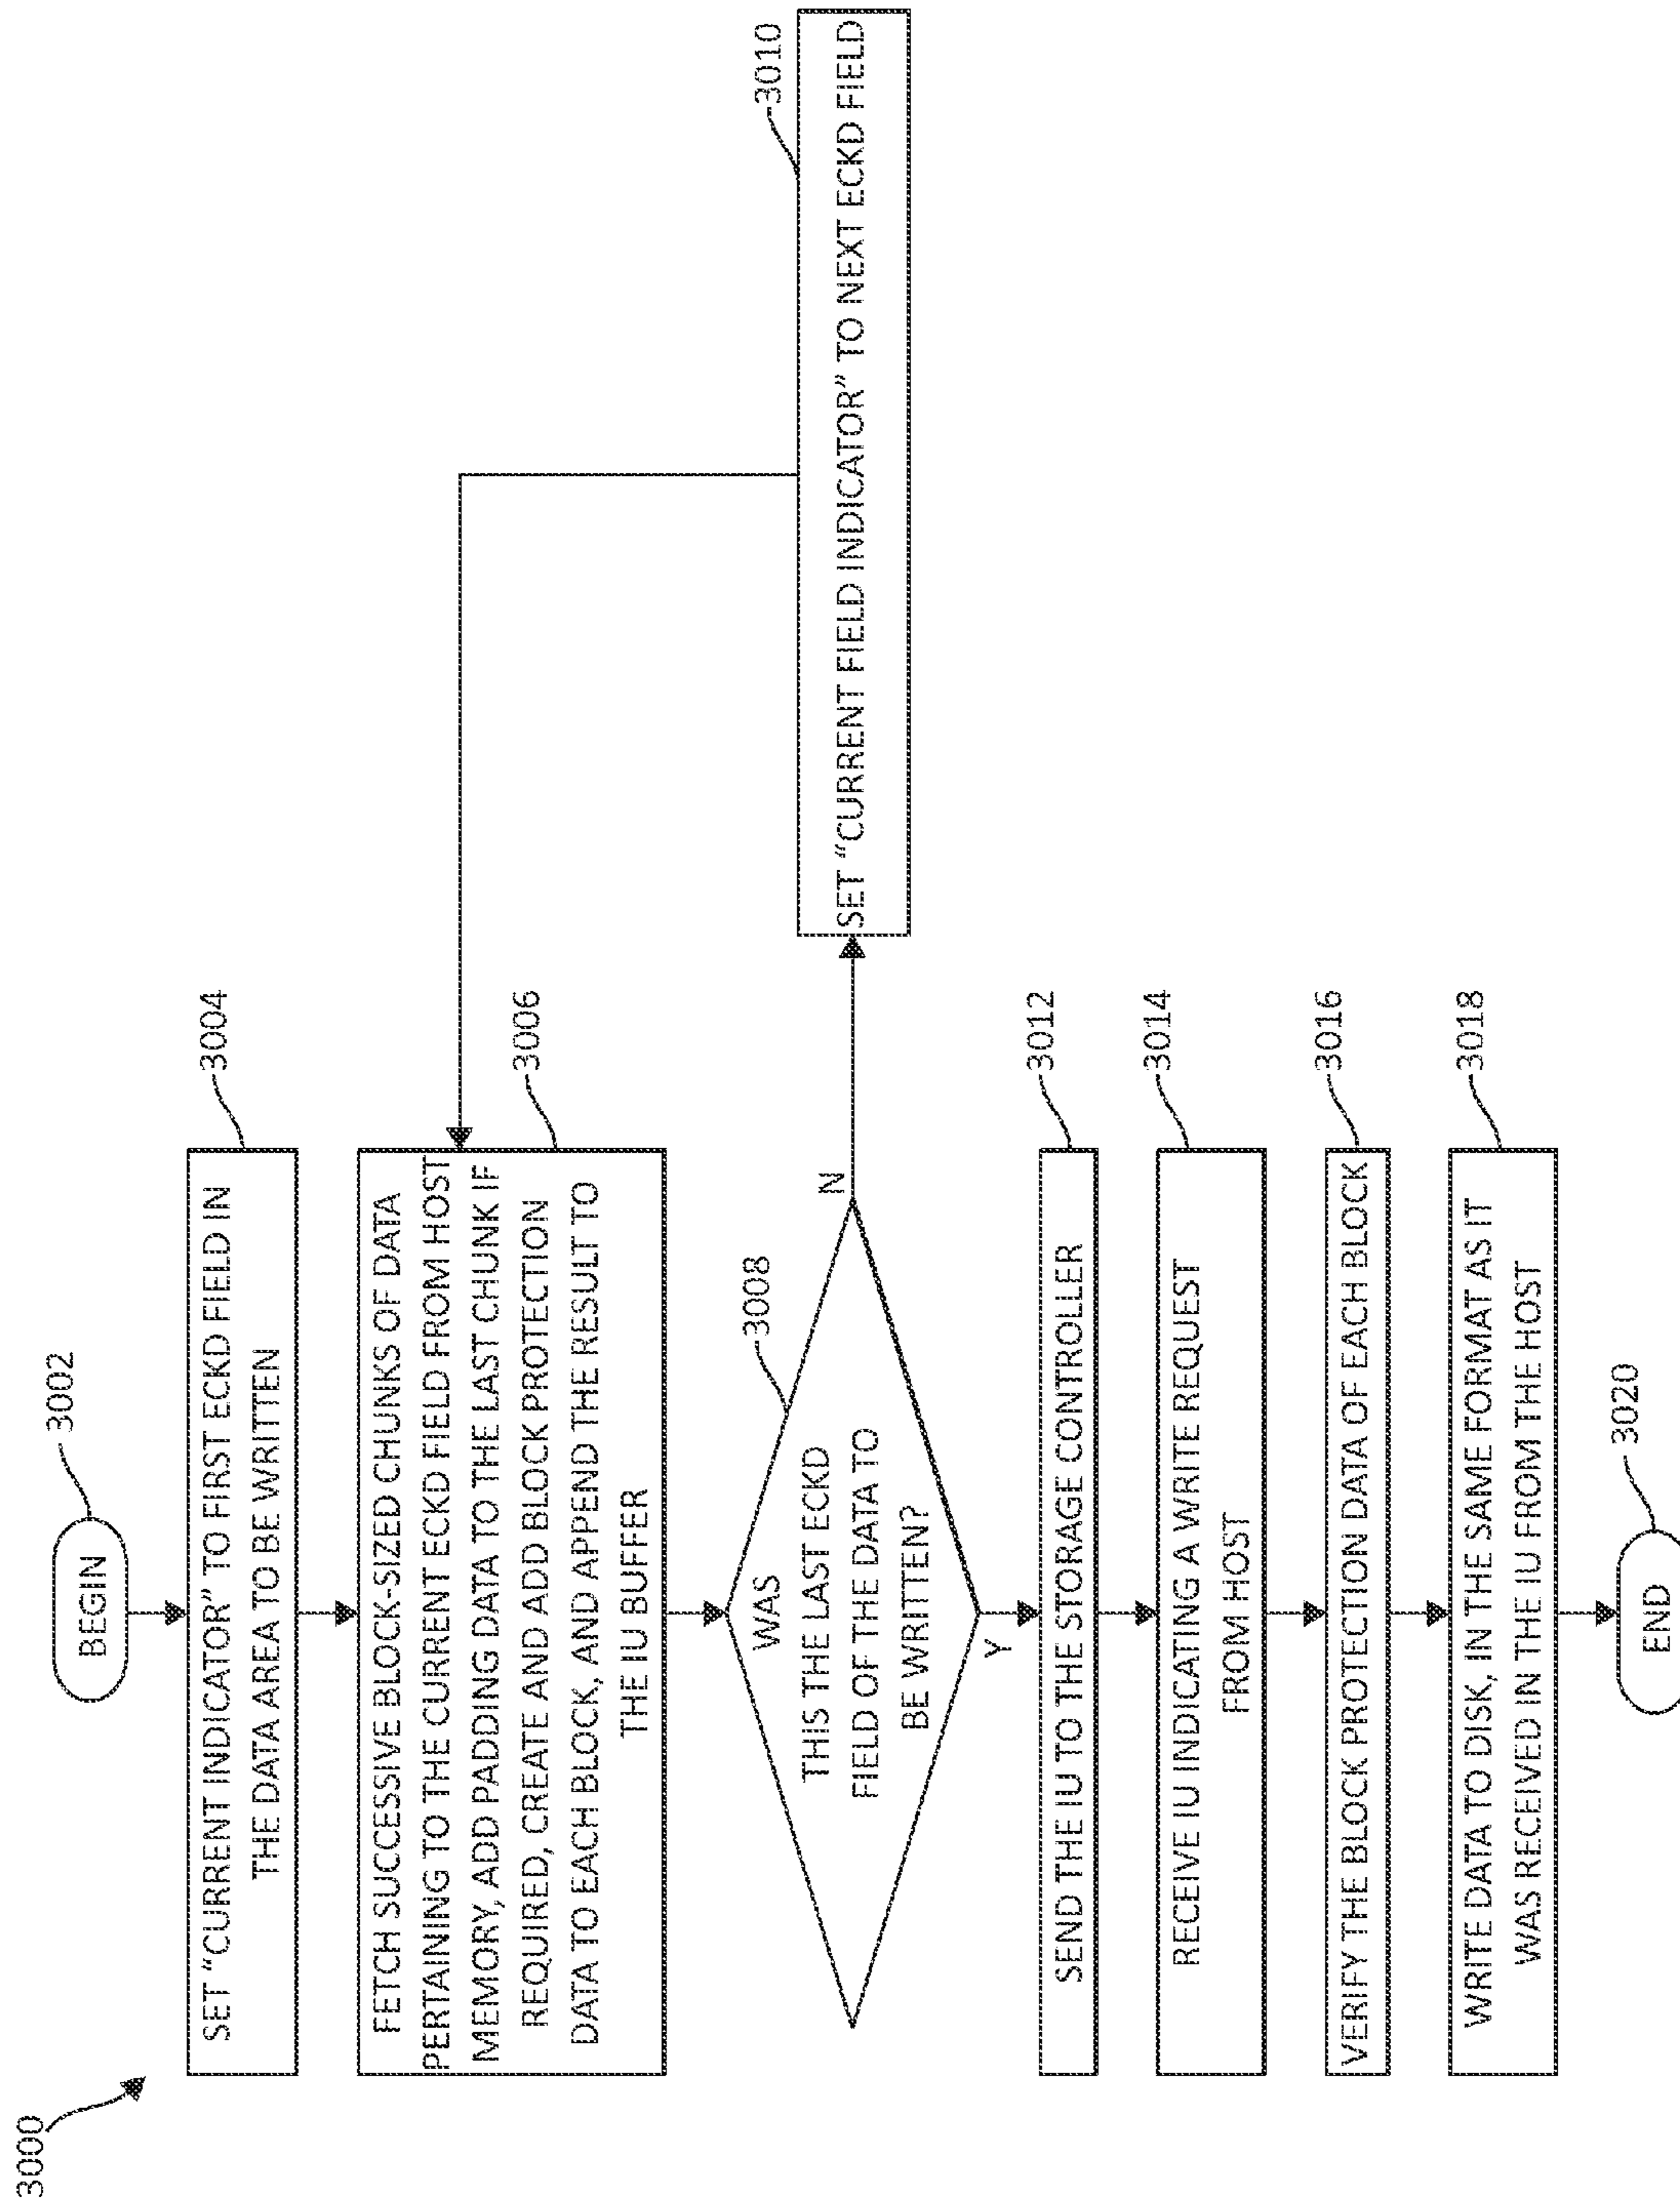 3000
BEGIN
3002
SET "CURRENT INDICATOR" TO FIRST ECKD FIELD IN
THE DATA AREA TO BE WRITTEN
3004
FETCH SUCCESSIVE BLOCK-SIZED CHUNKS OF DATA
PERTAINING TO THE CURRENT ECKD FIELD FROM HOST
MEMORY, ADD PADDING DATA TO THE LAST CHUNK IF
REQUIRED, CREATE AND ADD BLOCK PROTECTION
DATA TO EACH BLOCK, AND APPEND THE RESULT TO
THE IU BUFFER
3006
WAS
THIS THE LAST ECKD
FIELD OF THE DATA TO
BE WRITTEN?
3008
N
SET "CURRENT FIELD INDICATOR" TO NEXT ECKD FIELD
3010
Y
SEND THE IU TO THE STORAGE CONTROLLER
3012
RECEIVE IU INDICATING A WRITE REQUEST
FROM HOST
3014
VERIFY THE BLOCK PROTECTION DATA OF EACH BLOCK
3016
WRITE DATA TO DISK, IN THE SAME FORMAT AS IT
WAS RECEIVED IN THE IU FROM THE HOST
3018
END
3020